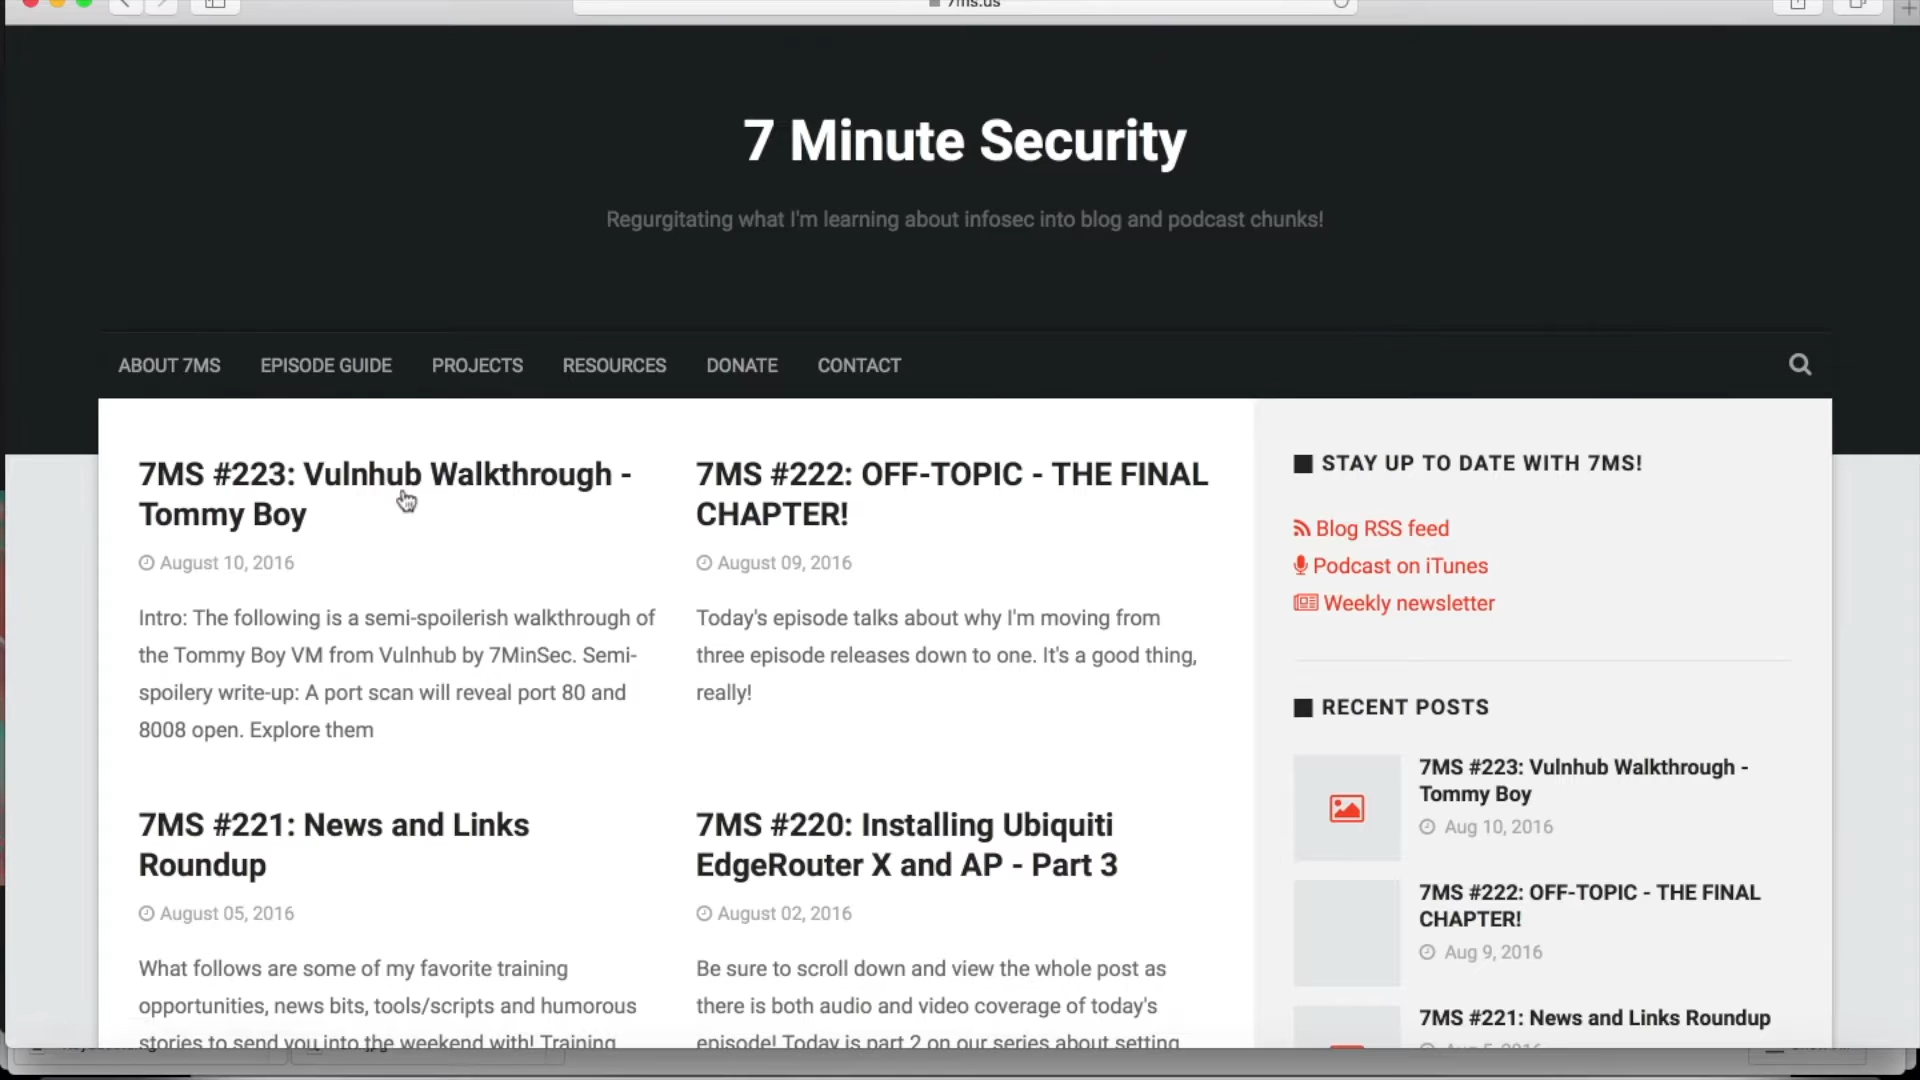 7ms.us
7 Minute Security
Regurgitating what I'm learning about infosec into blog and podcast chunks!
ABOUT 7MS EPISODE GUIDE PROJECTS RESOURCES DONATE CONTACT
7MS #223: Vulnhub Walkthrough -
Tommy Boy
August 10, 2016
Intro: The following is a semi-spoilerish walkthrough of
the Tommy Boy VM from Vulnhub by 7MinSec. Semi-
spoilery write-up: A port scan will reveal port 80 and
8008 open. Explore them
7MS #222: OFF-TOPIC - THE FINAL
CHAPTER!
August 09, 2016
Today's episode talks about why I'm moving from
three episode releases down to one. It's a good thing,
really!
7MS #221: News and Links
Roundup
August 05, 2016
What follows are some of my favorite training
opportunities, news bits, tools/scripts and humorous
stories to send you into the weekend with! Training
7MS #220: Installing Ubiquiti
EdgeRouter X and AP - Part 3
August 02, 2016
Be sure to scroll down and view the whole post as
there is both audio and video coverage of today's
episode! Today is part 2 on our series about setting
STAY UP TO DATE WITH 7MS!
Blog RSS feed
Podcast on iTunes
Weekly newsletter
RECENT POSTS
7MS #223: Vulnhub Walkthrough -
Tommy Boy
Aug 10, 2016
7MS #222: OFF-TOPIC - THE FINAL
CHAPTER!
Aug 9, 2016
7MS #221: News and Links Roundup
Aug 5, 2016